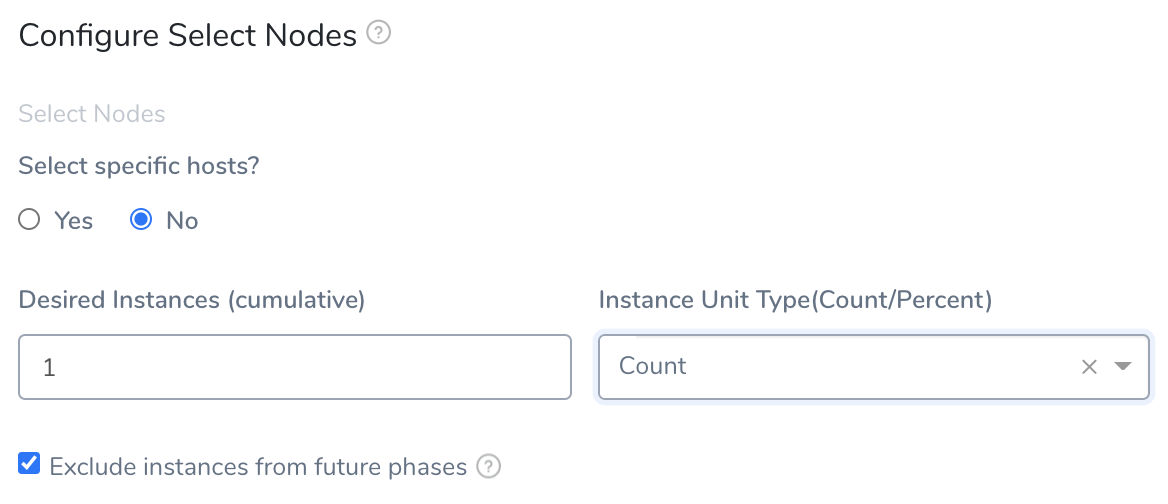 Configure Select Nodes ?
Select Nodes
Select specific hosts?
Yes No
Desired Instances (cumulative) Instance Unit Type(Count/Percent)
1 Count
Exclude instances from future phases ?